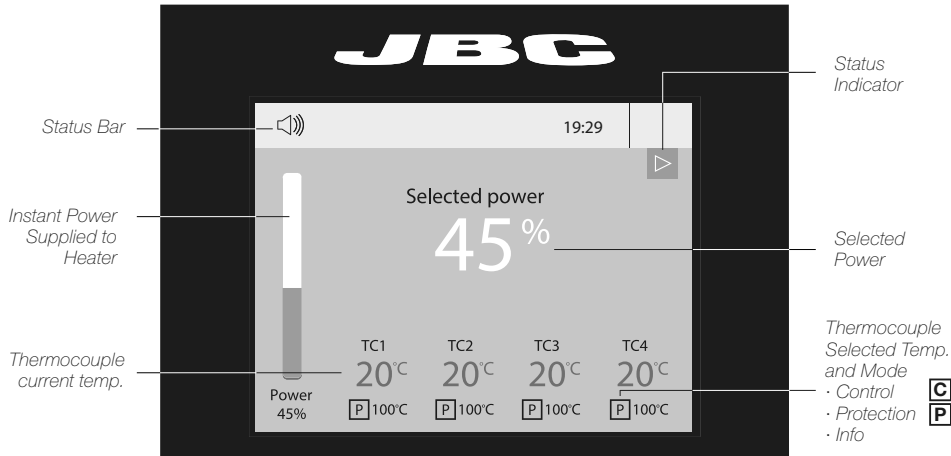 JBC
Status
Indicator
Status Bar
19:29
Instant Power
Supplied to
Heater
Selected power
45 %
Selected
Power
Thermocouple
current temp.
TC1 TC2 TC3 TC4
20°C 20°C 20°C 20°C
Power
45%
P 100°C P 100°C P 100°C P 100°C
Thermocouple
Selected Temp.
and Mode
· Control C
· Protection P
· Info